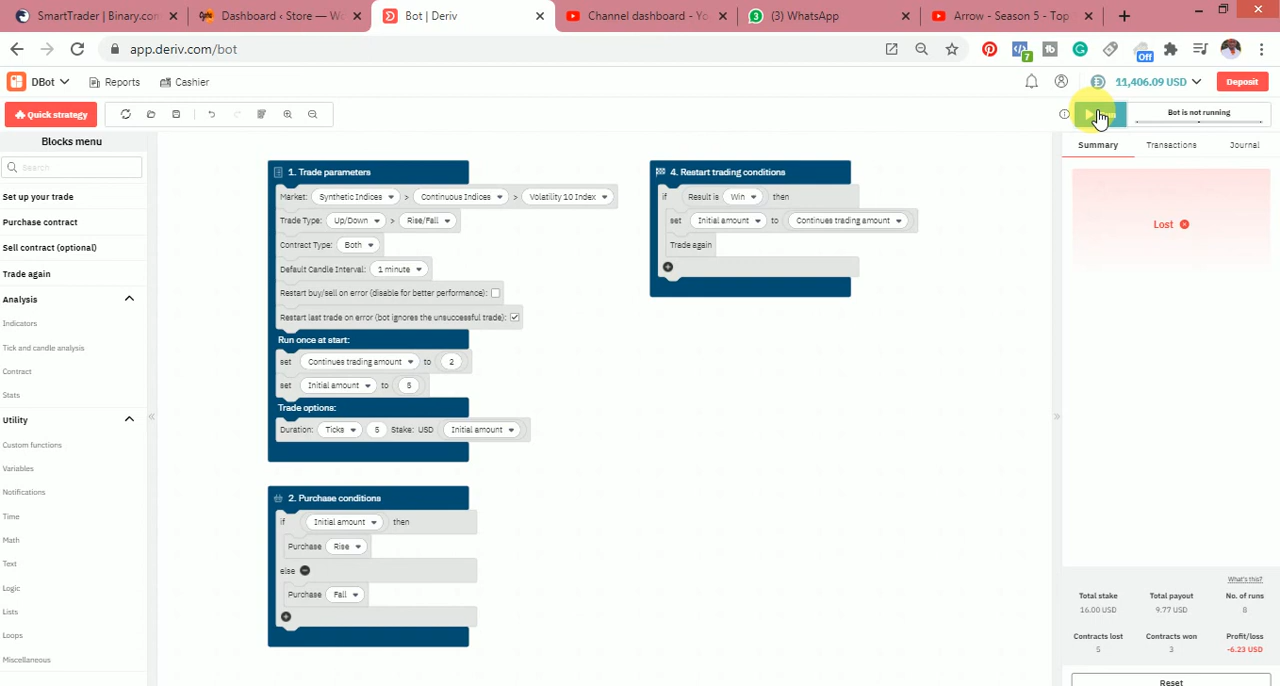 SmartTrader | Binary.com
Dashboard ‹ Store — W
Bot | Deriv
Channel dashboard - Yo
(3) WhatsApp
Arrow - Season 5 - Top
app.deriv.com/bot
7
Off
DBot
Reports
Cashier
11,406.09 USD
Deposit
Quick strategy
Bot is not running
Blocks menu
Search
Set up your trade
Purchase contract
Sell contract (optional)
Trade again
Analysis
Indicators
Tick and candle analysis
Contract
Stats
Utility
Custom functions
Variables
Notifications
Time
Math
Text
Logic
Lists
Loops
Miscellaneous
1. Trade parameters
Market: Synthetic Indices > Continuous Indices > Volatility 10 Index
Trade Type: Up/Down > Rise/Fall
Contract Type: Both
Default Candle Interval: 1 minute
Restart buy/sell on error (disable for better performance):
Restart last trade on error (bot ignores the unsuccessful trade):
Run once at start:
set Continues trading amount to 2
set Initial amount to 5
Trade options:
Duration: Ticks 5 Stake: USD Initial amount
2. Purchase conditions
if Initial amount then
Purchase Rise
else
Purchase Fall
4. Restart trading conditions
if Result is Win then
set Initial amount to Continues trading amount
Trade again
Summary Transactions Journal
Lost
What's this?
Total stake Total payout No. of runs
16.00 USD 9.77 USD 8
Contracts lost Contracts won Profit/loss
5 3 -6.23 USD
Reset